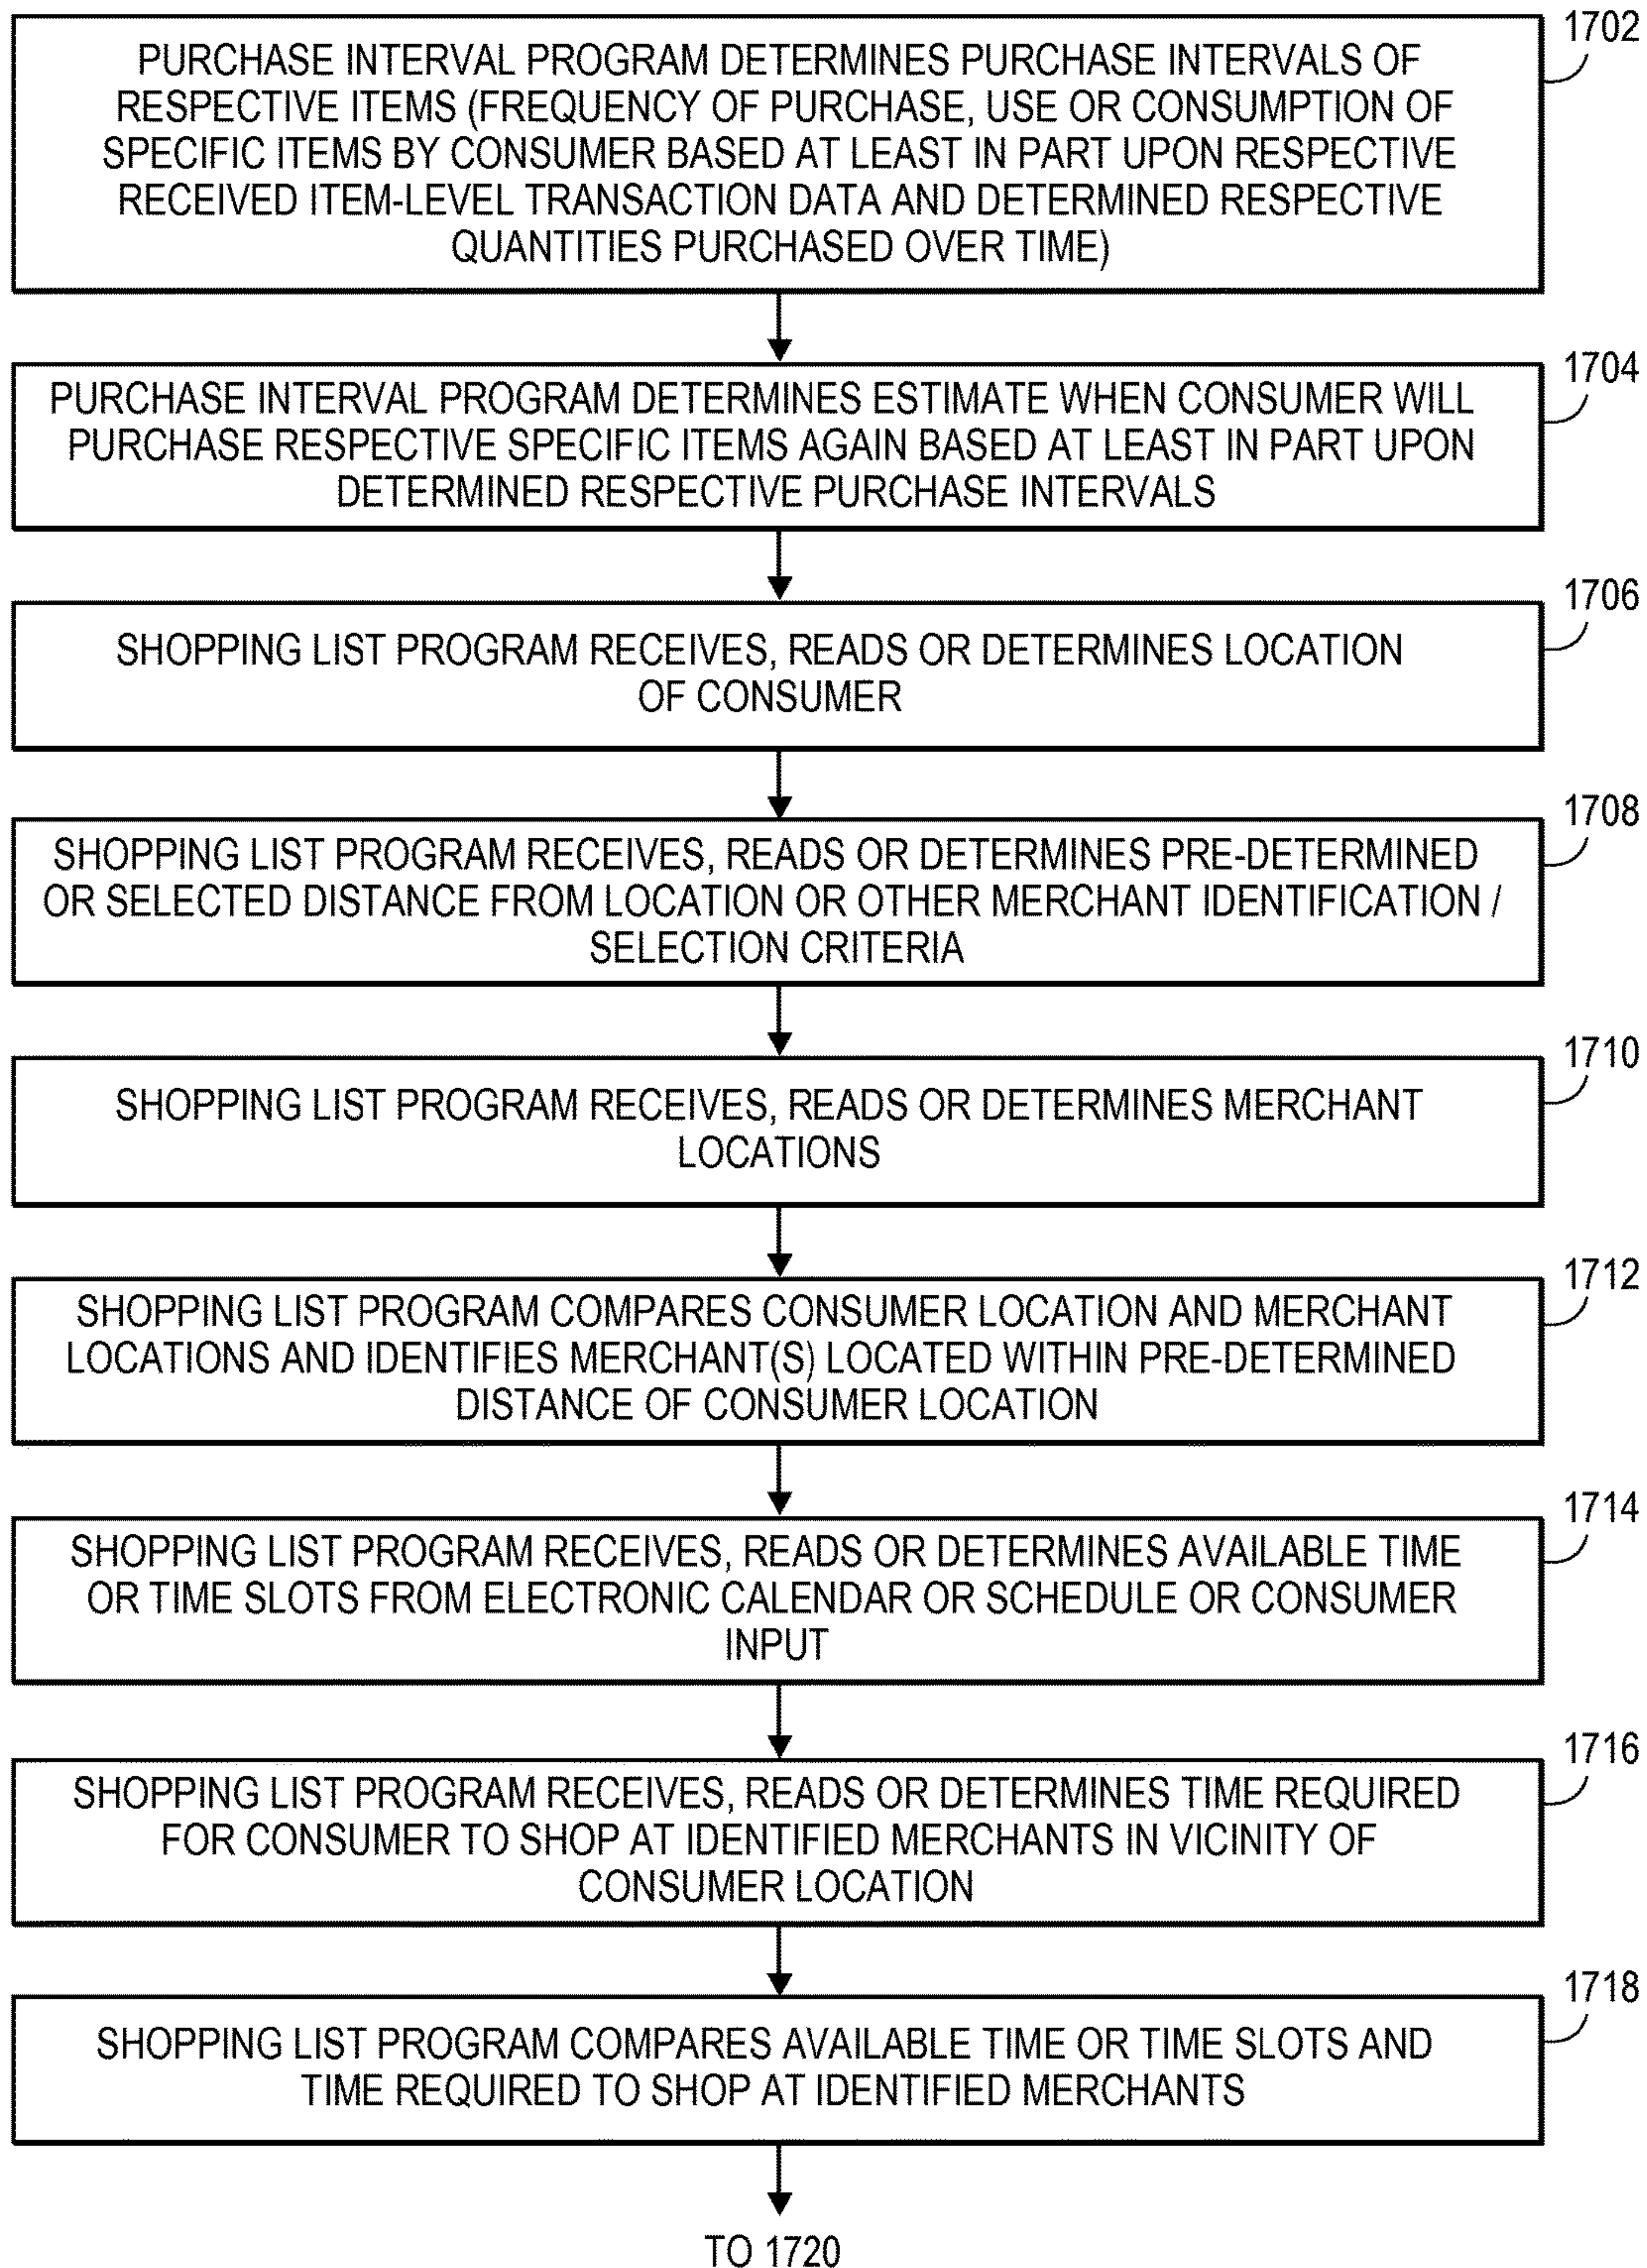 1702
PURCHASE INTERVAL PROGRAM DETERMINES PURCHASE INTERVALS OF
RESPECTIVE ITEMS (FREQUENCY OF PURCHASE, USE OR CONSUMPTION OF
SPECIFIC ITEMS BY CONSUMER BASED AT LEAST IN PART UPON RESPECTIVE
RECEIVED ITEM-LEVEL TRANSACTION DATA AND DETERMINED RESPECTIVE
QUANTITIES PURCHASED OVER TIME)
1704
PURCHASE INTERVAL PROGRAM DETERMINES ESTIMATE WHEN CONSUMER WILL
PURCHASE RESPECTIVE SPECIFIC ITEMS AGAIN BASED AT LEAST IN PART UPON
DETERMINED RESPECTIVE PURCHASE INTERVALS
1706
SHOPPING LIST PROGRAM RECEIVES, READS OR DETERMINES LOCATION
OF CONSUMER
1708
SHOPPING LIST PROGRAM RECEIVES, READS OR DETERMINES PRE-DETERMINED
OR SELECTED DISTANCE FROM LOCATION OR OTHER MERCHANT IDENTIFICATION /
SELECTION CRITERIA
1710
SHOPPING LIST PROGRAM RECEIVES, READS OR DETERMINES MERCHANT
LOCATIONS
1712
SHOPPING LIST PROGRAM COMPARES CONSUMER LOCATION AND MERCHANT
LOCATIONS AND IDENTIFIES MERCHANT(S) LOCATED WITHIN PRE-DETERMINED
DISTANCE OF CONSUMER LOCATION
1714
SHOPPING LIST PROGRAM RECEIVES, READS OR DETERMINES AVAILABLE TIME
OR TIME SLOTS FROM ELECTRONIC CALENDAR OR SCHEDULE OR CONSUMER
INPUT
1716
SHOPPING LIST PROGRAM RECEIVES, READS OR DETERMINES TIME REQUIRED
FOR CONSUMER TO SHOP AT IDENTIFIED MERCHANTS IN VICINITY OF
CONSUMER LOCATION
1718
SHOPPING LIST PROGRAM COMPARES AVAILABLE TIME OR TIME SLOTS AND
TIME REQUIRED TO SHOP AT IDENTIFIED MERCHANTS
TO 1720